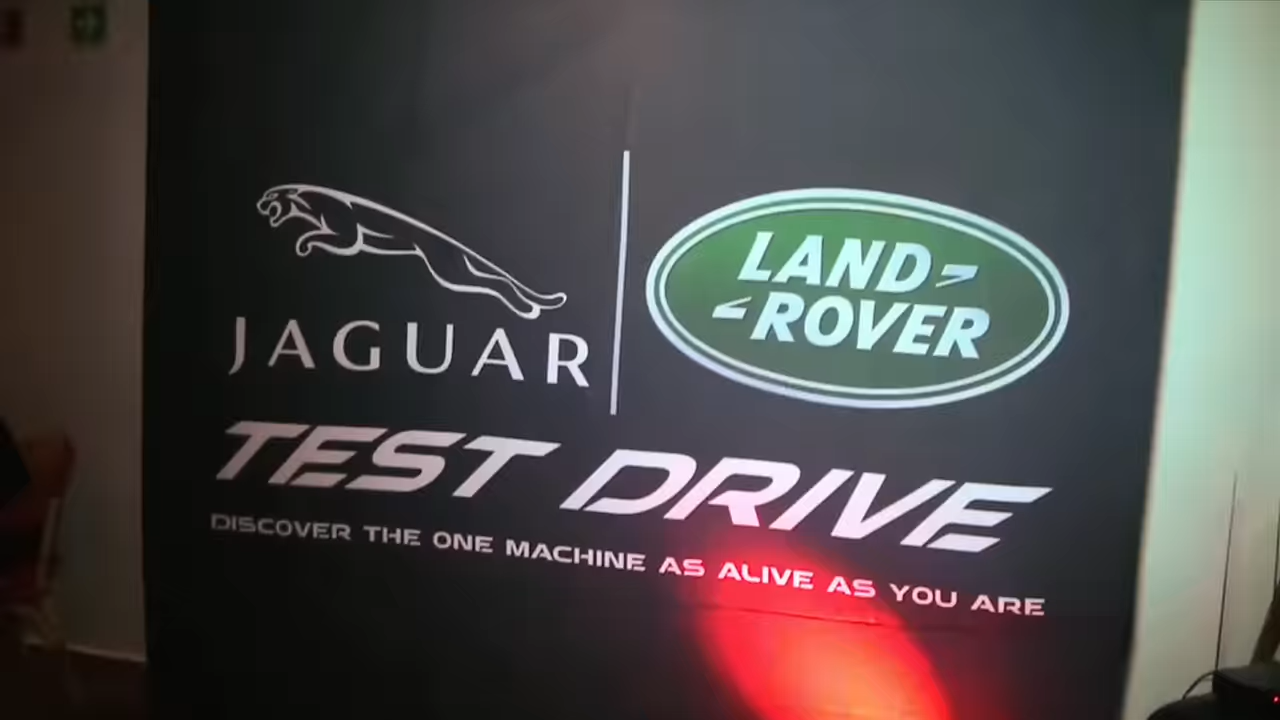 JAGUAR
LAND
ROVER
TEST DRIVE
DISCOVER THE ONE MACHINE AS ALIVE AS YOU ARE